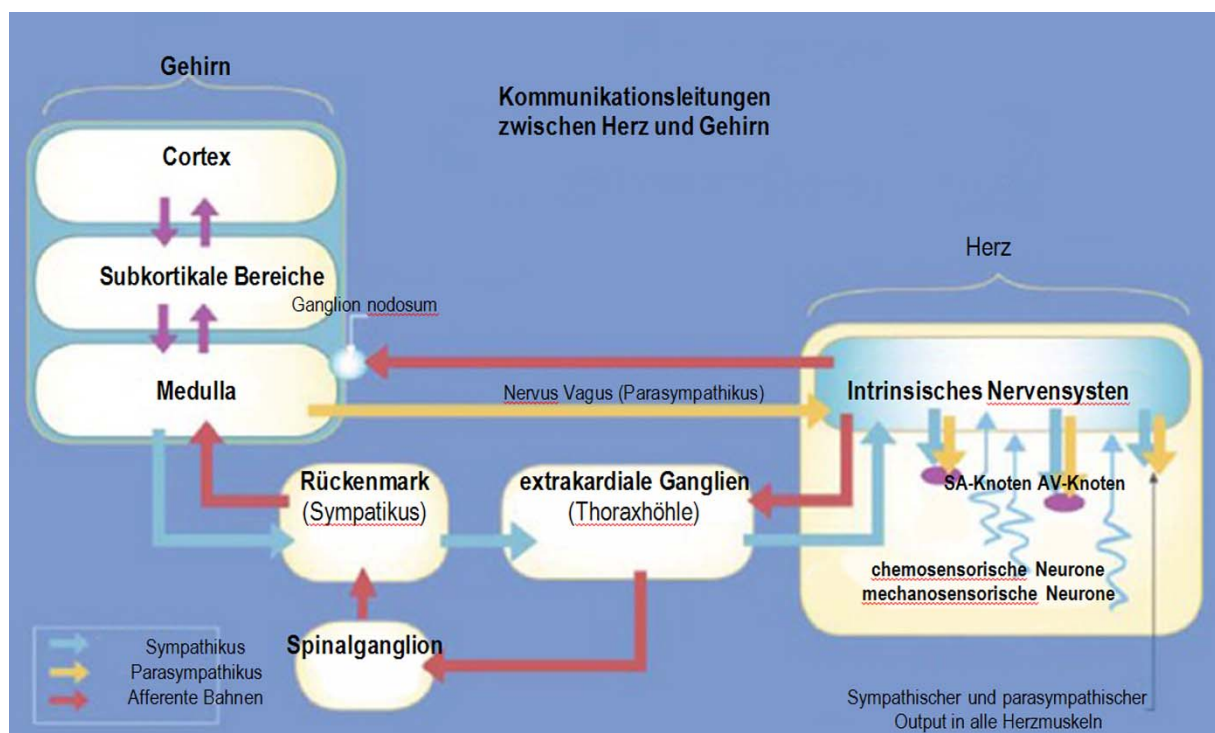 Gehirn
Kommunikationsleitungen
zwischen Herz und Gehirn
Cortex
Subkortikale Bereiche
Ganglion nodosum
Medulla
Herz
Nervus Vagus (Parasympathikus)
Intrinsisches Nervensysten
Rückenmark
(Sympatikus)
extrakardiale Ganglien
(Thoraxhöhle)
SA-Knoten AV-Knoten
chemosensorische Neurone
mechanosensorische Neurone
Spinalganglion
Sympathikus
Parasympathikus
Afferente Bahnen
Sympathischer und parasympathischer
Output in alle Herzmuskeln